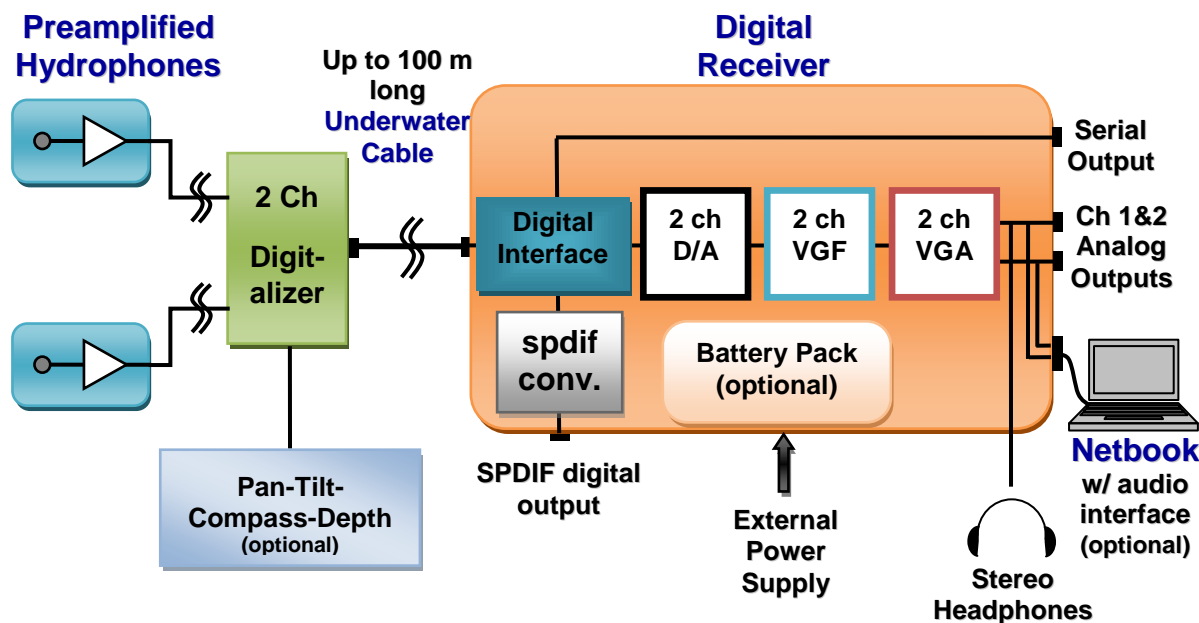 Preamplified
Hydrophones
Up to 100 m
long
Underwater
Cable
Digital
Receiver
2 Ch
Digit-
alizer
Pan-Tilt-
Compass-Depth
(optional)
Digital
Interface
2 ch
D/A
2 ch
VGF
2 ch
VGA
spdif
conv.
Battery Pack
(optional)
SPDIF digital
output
External
Power
Supply
Serial
Output
Ch 1&2
Analog
Outputs
Netbook
w/ audio
interface
(optional)
Stereo
Headphones